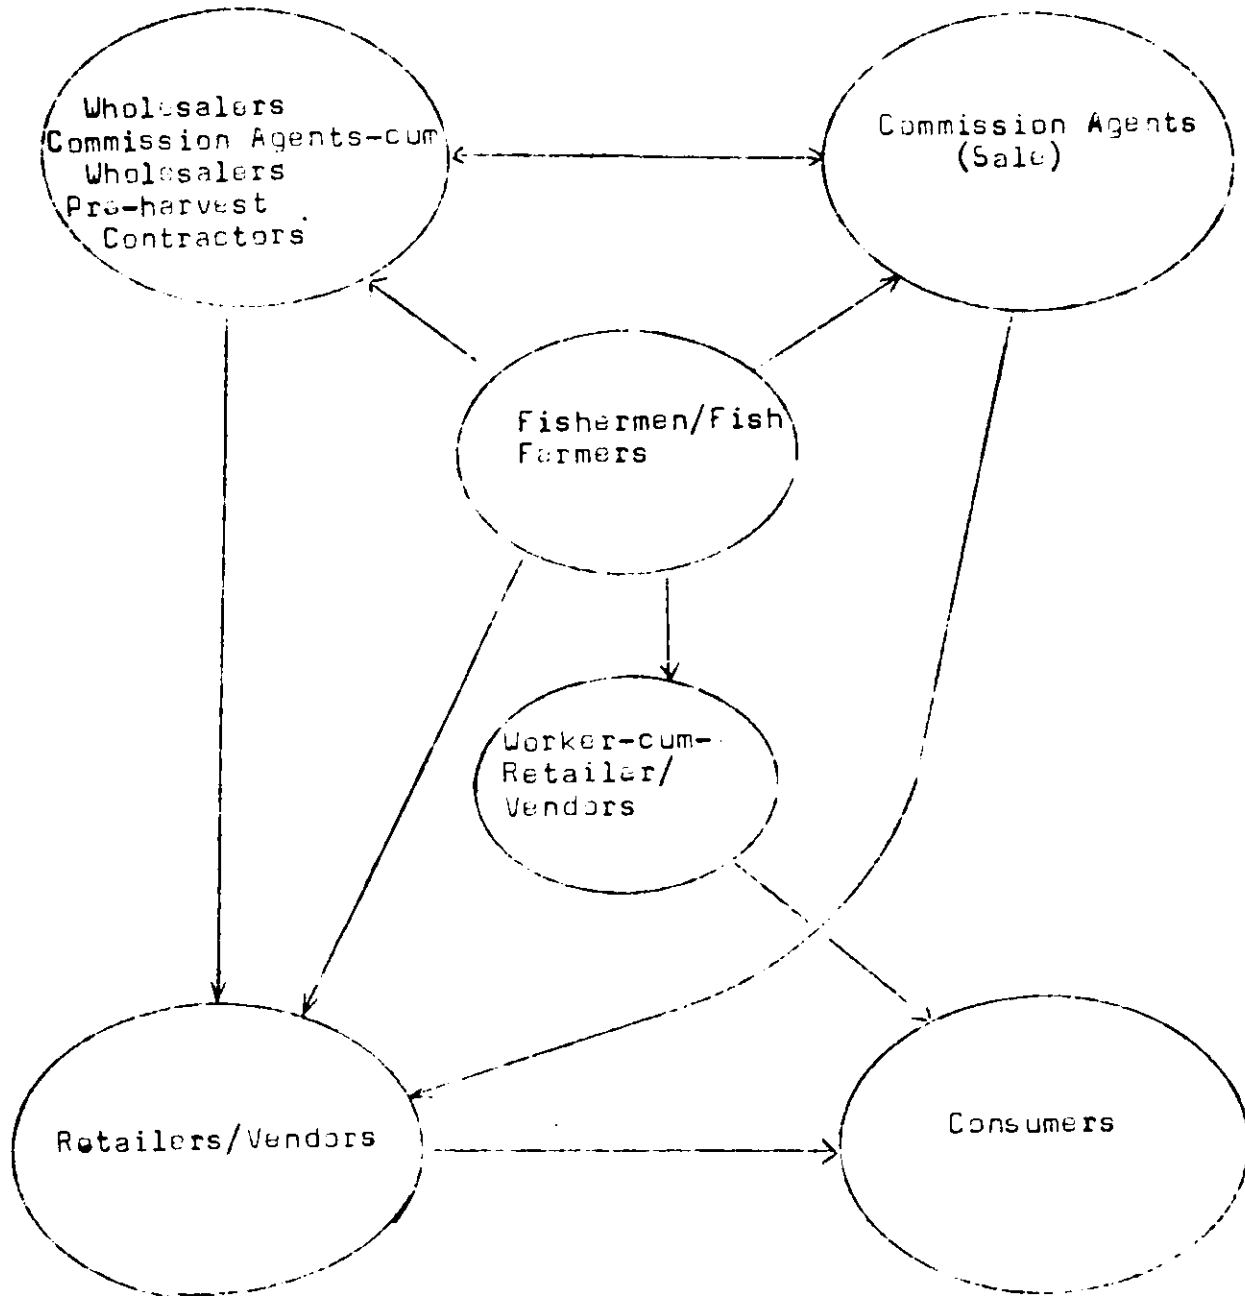 Wholesalers
Commission Agents-cum
Wholesalers
Pre-harvest
Contractors
Commission Agents
(Sale)
Fishermen/Fish
Farmers
Worker-cum-
Retailer/
Vendors
Retailers/Vendors
Consumers